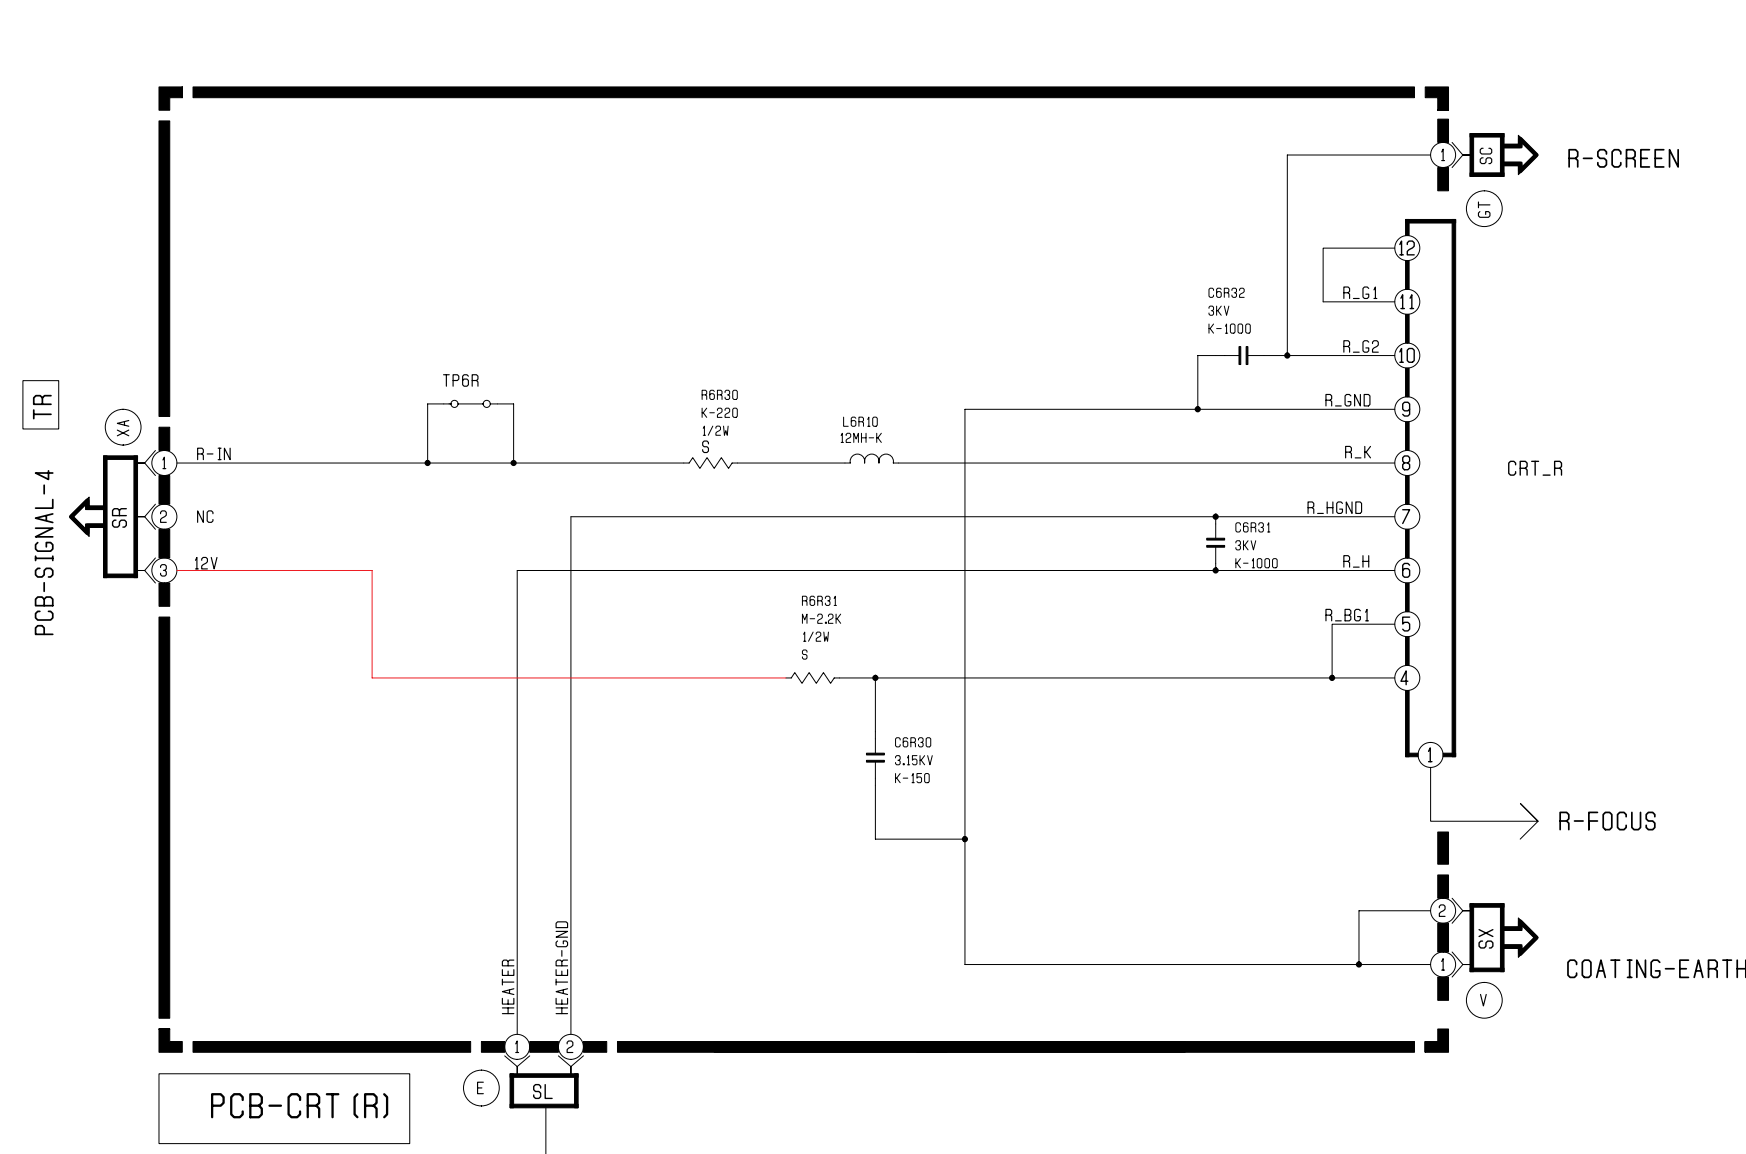 1
SC
R-SCREEN
GT
12
C6R32
3KV
K-1000
R_G1
11
R_G2
10
TP6R
TR
XA
R6R30
K-220
1/2W
S
L6R10
12MH-K
R_GND
9
1
R-IN
R_K
8
CRT_R
PCB-SIGNAL-4
SR
2
NC
R_HGND
7
C6R31
3KV
K-1000
3
12V
R_H
6
R6R31
M-2.2K
1/2W
S
R_BG1
5
4
C6R30
3.15KV
K-150
1
R-FOCUS
2
SX
1
COATING-EARTH
V
HEATER
HEATER-GND
1
2
E
SL
PCB-CRT (R)